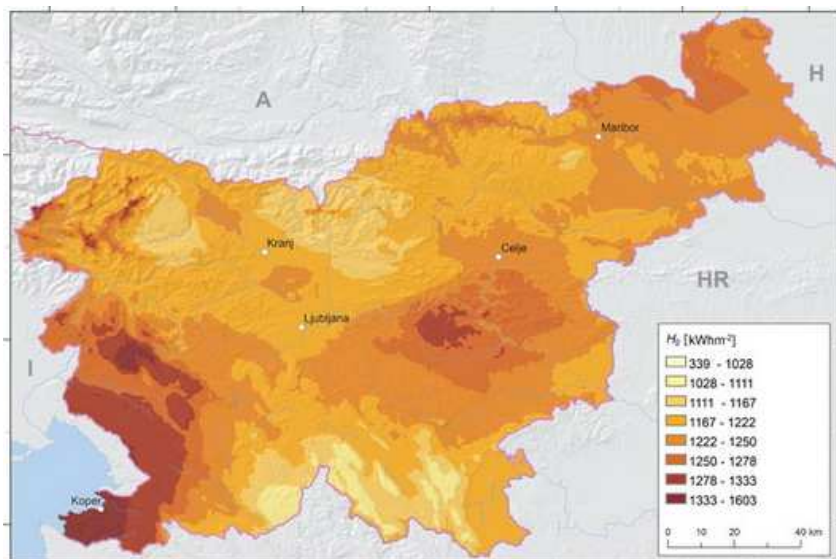 A
H
Maribor
Kranj
Celje
HR
Ljubljana
I
Koper
H₀ [kWhm⁻²]
339 - 1028
1028 - 1111
1111 - 1167
1167 - 1222
1222 - 1250
1250 - 1278
1278 - 1333
1333 - 1603
0 10 20 40 km